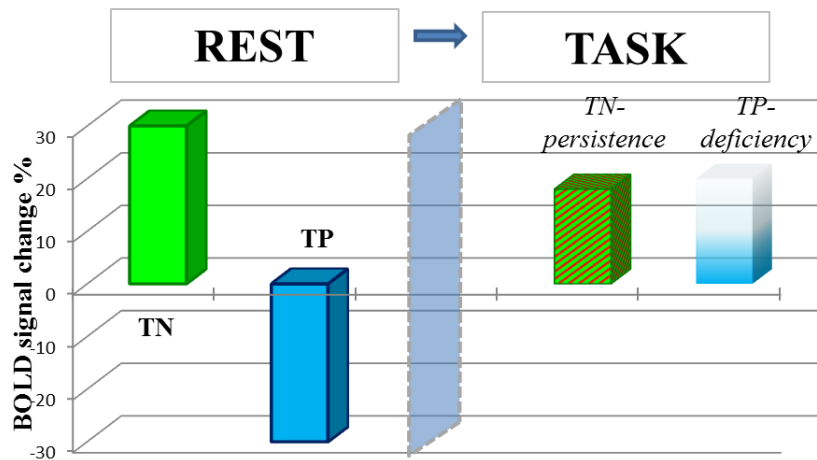 REST
TASK
TN-
persistence
TP-
deficiency
BOLD signal change %
30
20
10
0
-10
-20
-30
TN
TP